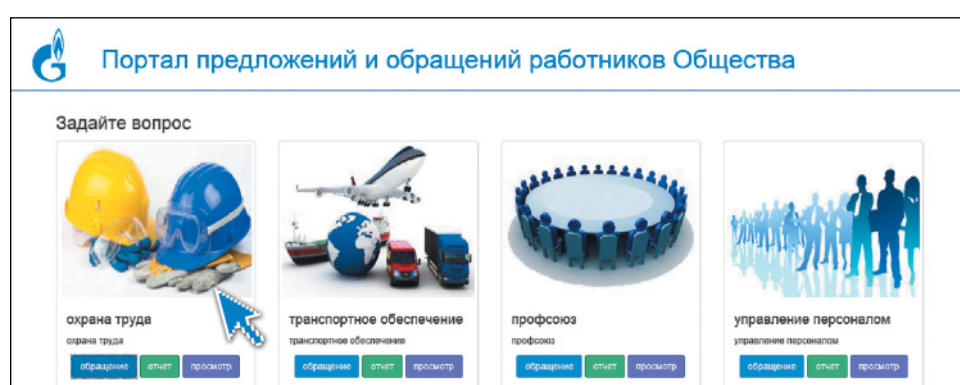 Портал предложений и обращений работников Общества
Задайте вопрос
охрана труда
охрана труда
обращение отчет просмотр
транспортное обеспечение
транспортное обеспечение
обращение отчет просмотр
профсоюз
профсоюз
обращение отчет просмотр
управление персоналом
управление персоналом
обращение отчет просмотр